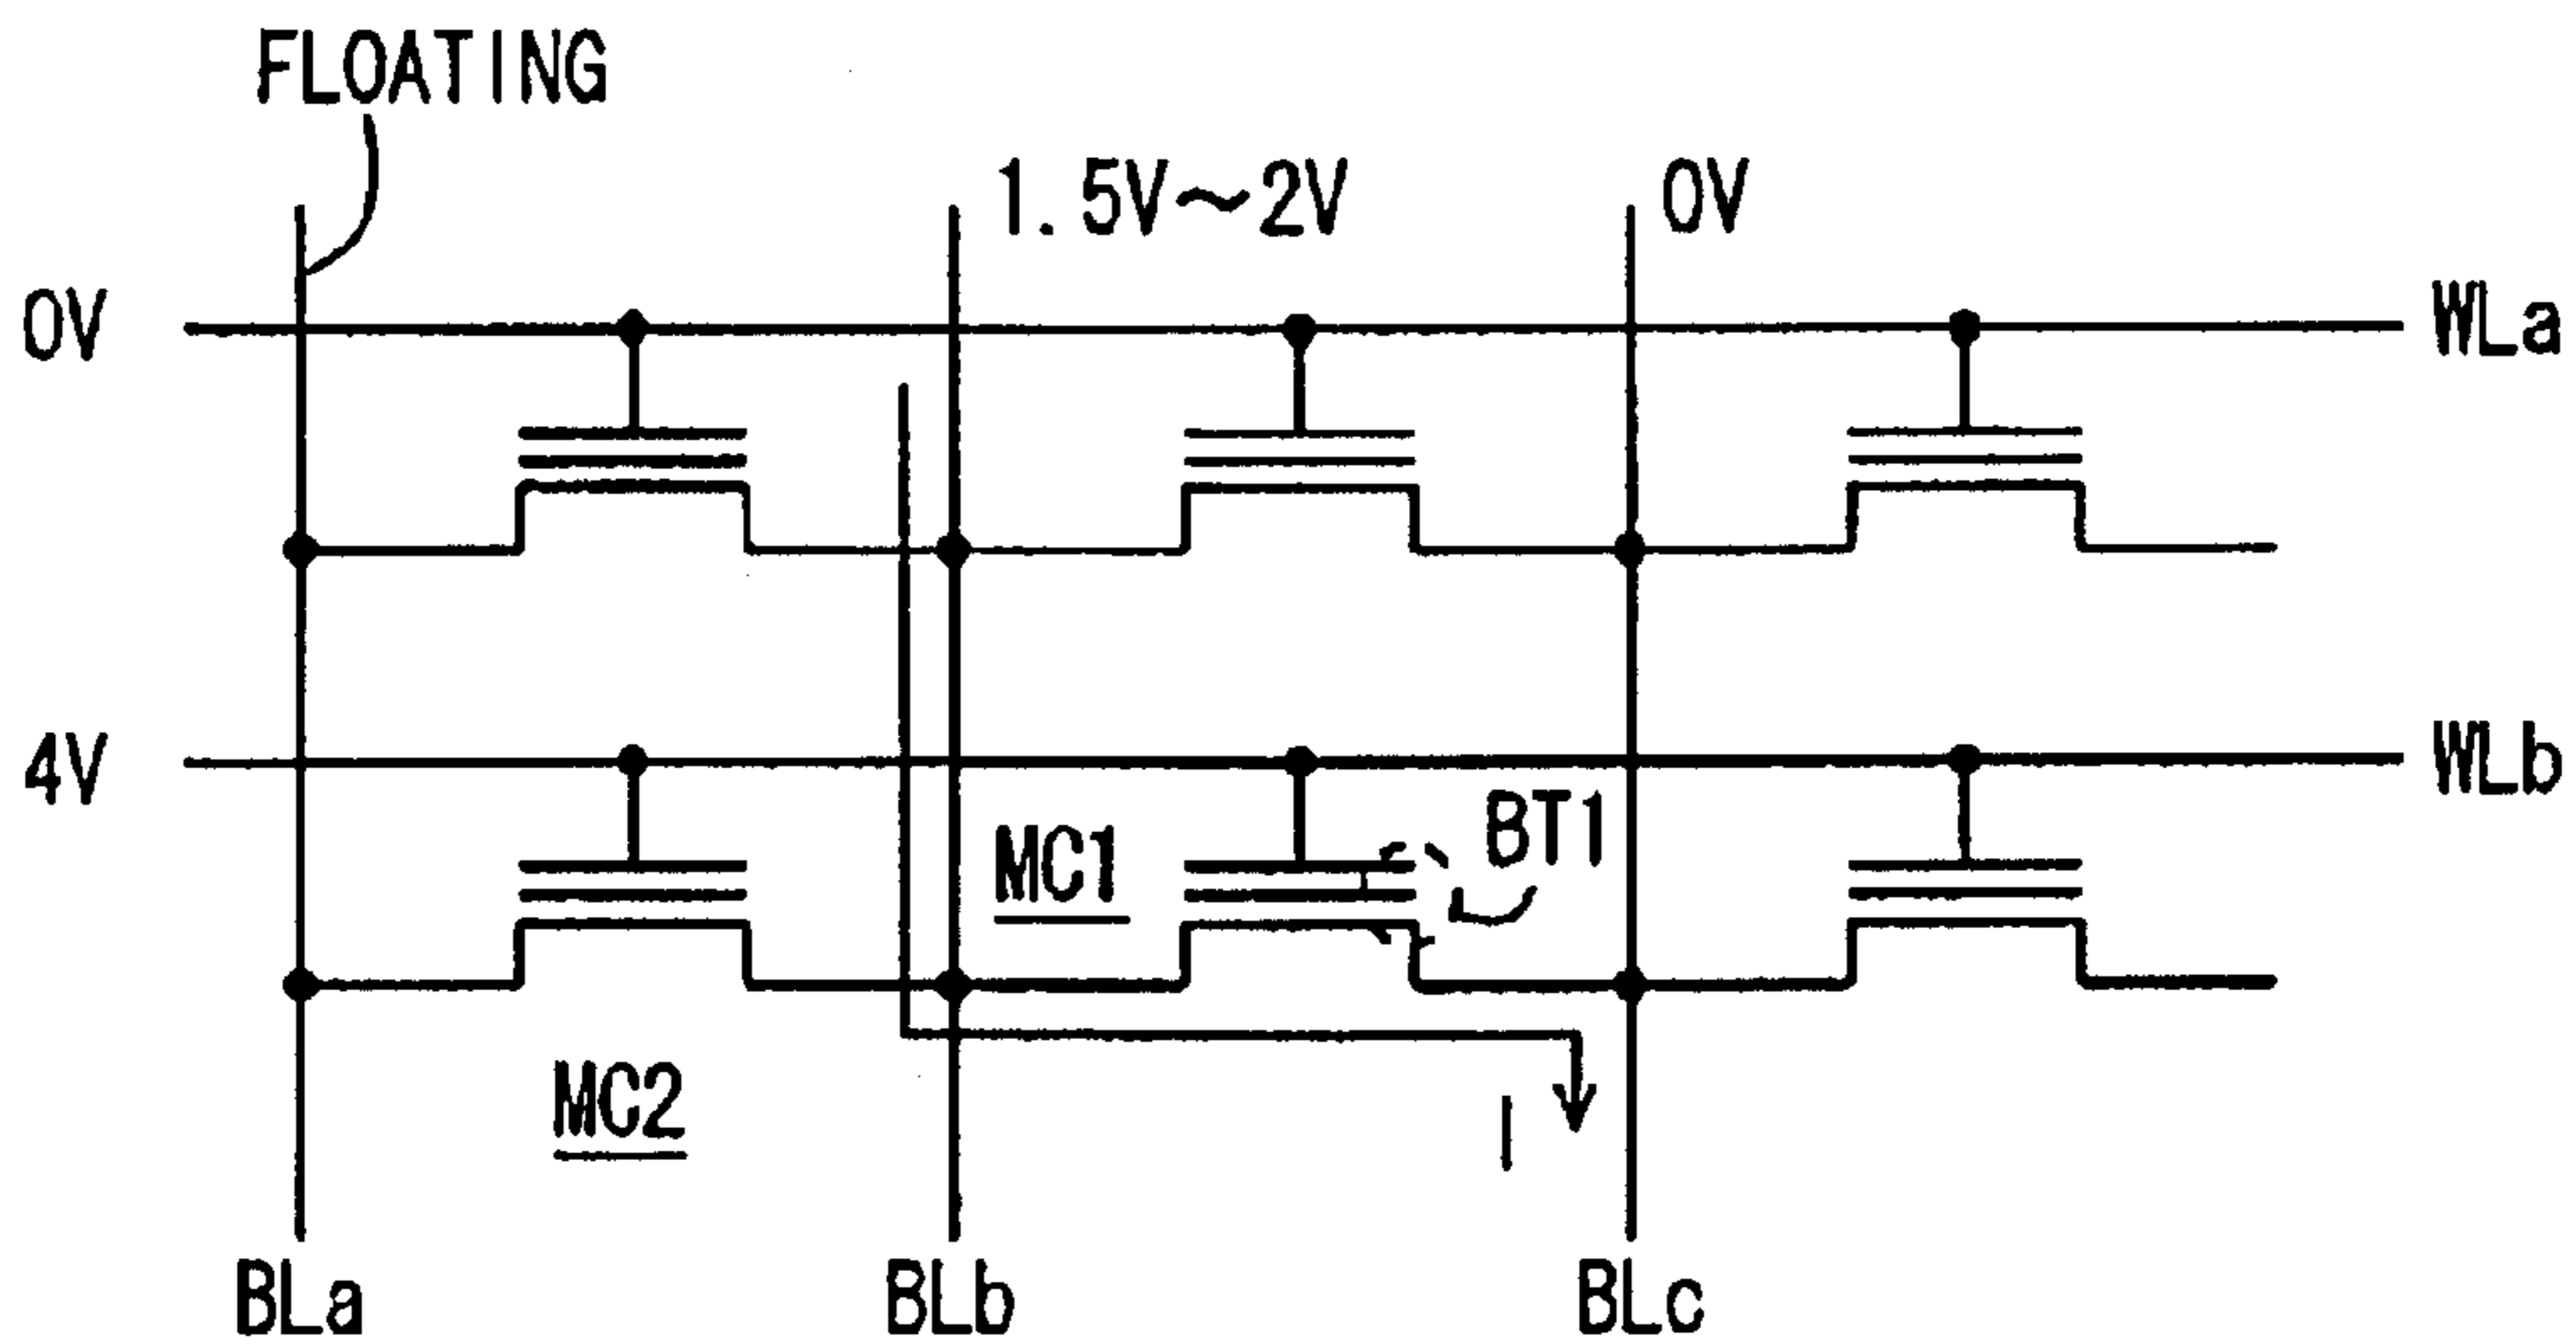 FLOATING
1.5V~2V
0V
0V
WLa
4V
WLb
MC1
BT1
MC2
I
BLa
BLb
BLc